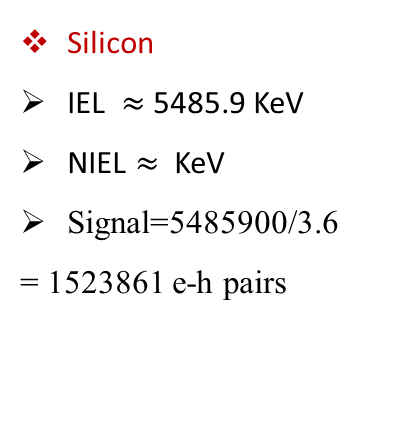 ❖ Silicon
➢ IEL ≈ 5485.9 KeV
➢ NIEL ≈ KeV
➢ Signal=5485900/3.6
= 1523861 e-h pairs